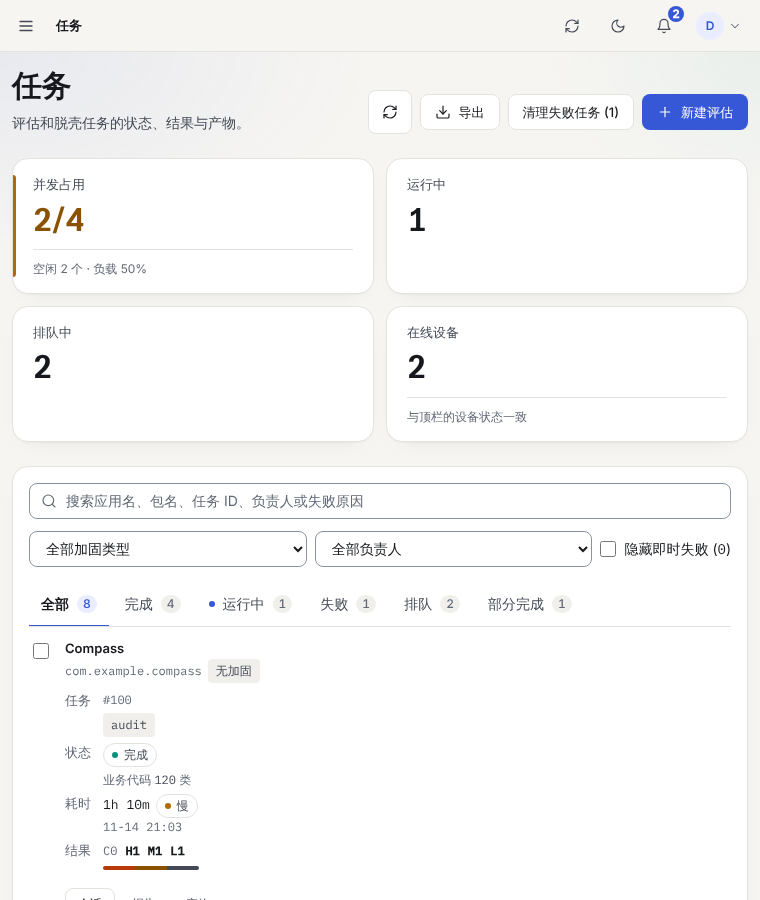 任务
2
D
任务
评估和脱壳任务的状态、结果与产物。
导出
清理失败任务 (1)
新建评估
并发占用
2/4
空闲 2 个 · 负载 50%
运行中
1
排队中
2
在线设备
2
与顶栏的设备状态一致
搜索应用名、包名、任务 ID、负责人或失败原因
全部加固类型
全部负责人
隐藏即时失败 (0)
全部 8
完成 4
运行中 1
失败 1
排队 2
部分完成 1
Compass
com.example.compass 无加固
任务 #100
audit
状态 完成
业务代码 120 类
耗时 1h 10m 慢
11-14 21:03
结果 C0 H1 M1 L1